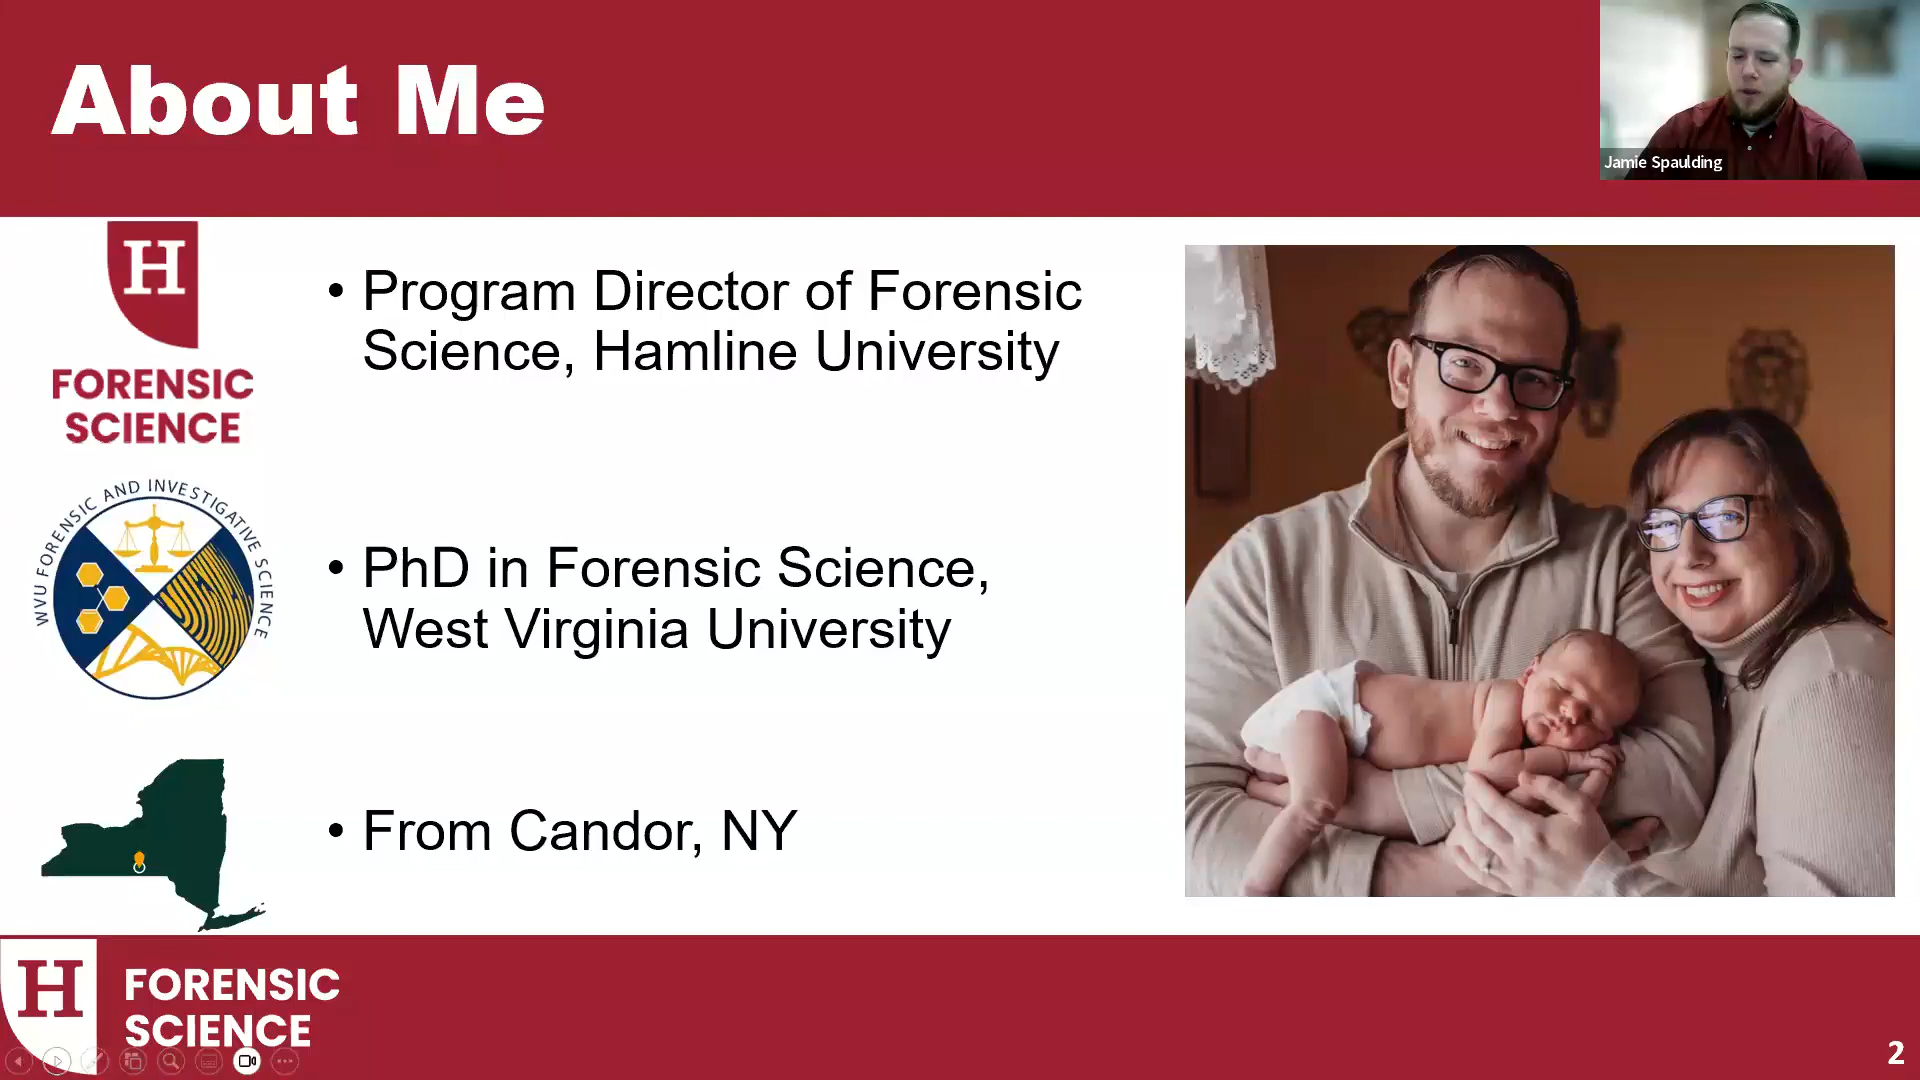 About Me
Jamie Spaulding
H
FORENSIC
SCIENCE
• Program Director of Forensic
Science, Hamline University
WVU FORENSIC AND INVESTIGATIVE SCIENCE
• PhD in Forensic Science,
West Virginia University
• From Candor, NY
H
FORENSIC
SCIENCE
2